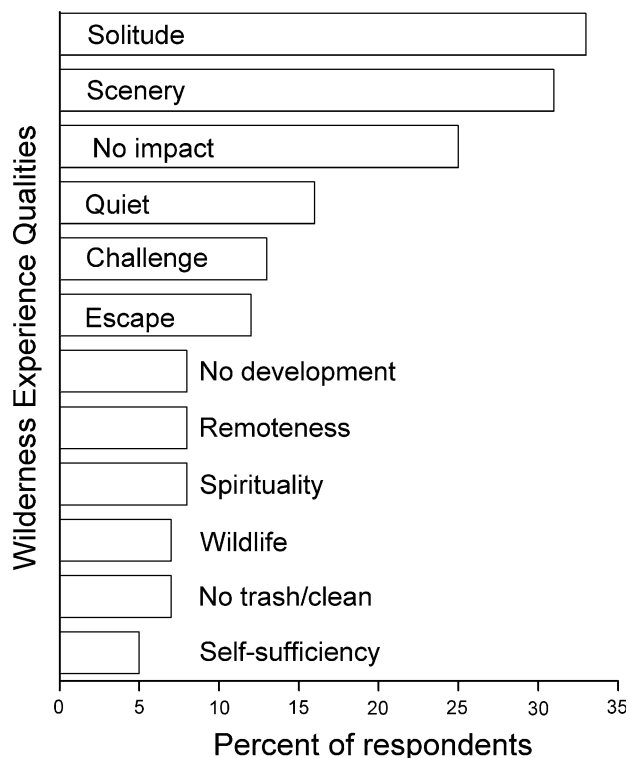 Wilderness Experience Qualities
Solitude
Scenery
No impact
Quiet
Challenge
Escape
No development
Remoteness
Spirituality
Wildlife
No trash/clean
Self-sufficiency
0 5 10 15 20 25 30 35
Percent of respondents